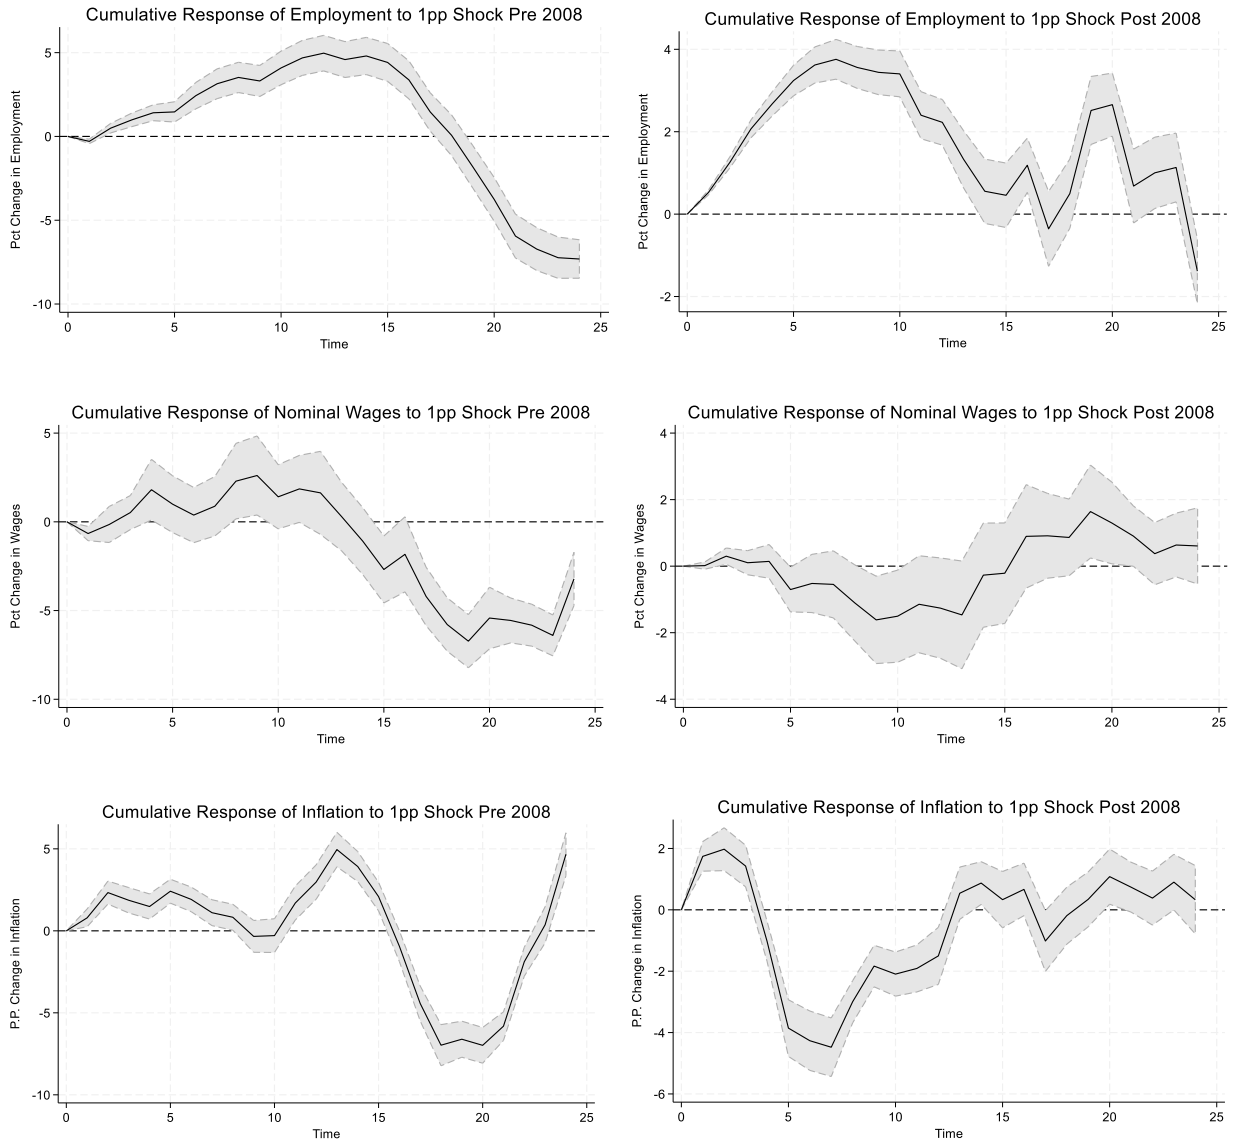 Cumulative Response of Employment to 1pp Shock Pre 2008
Pct Change in Employment
5
0
-5
-10
0 5 10 15 20 25
Time
Cumulative Response of Employment to 1pp Shock Post 2008
Pct Change in Employment
4
2
0
-2
0 5 10 15 20 25
Time
Cumulative Response of Nominal Wages to 1pp Shock Pre 2008
Pct Change in Wages
5
0
-5
-10
0 5 10 15 20 25
Time
Cumulative Response of Nominal Wages to 1pp Shock Post 2008
Pct Change in Wages
4
2
0
-2
-4
0 5 10 15 20 25
Time
Cumulative Response of Inflation to 1pp Shock Pre 2008
P.P. Change in Inflation
5
0
-5
-10
0 5 10 15 20 25
Time
Cumulative Response of Inflation to 1pp Shock Post 2008
P.P. Change in Inflation
2
0
-2
-4
-6
0 5 10 15 20 25
Time